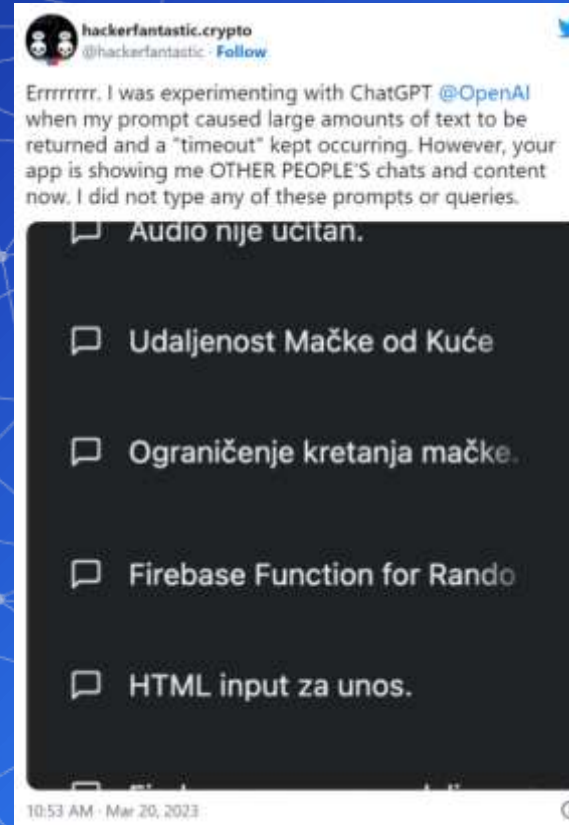 hackerfantastic.crypto
@hackerfantastic · Follow
Errrrrrrr. I was experimenting with ChatGPT @OpenAI
when my prompt caused large amounts of text to be
returned and a "timeout" kept occurring. However, your
app is showing me OTHER PEOPLE'S chats and content
now. I did not type any of these prompts or queries.
Audio nije učitan.
Udaljenost Mačke od Kuće
Ograničenje kretanja mačke.
Firebase Function for Rando
HTML input za unos.
10:53 AM · Mar 20, 2023